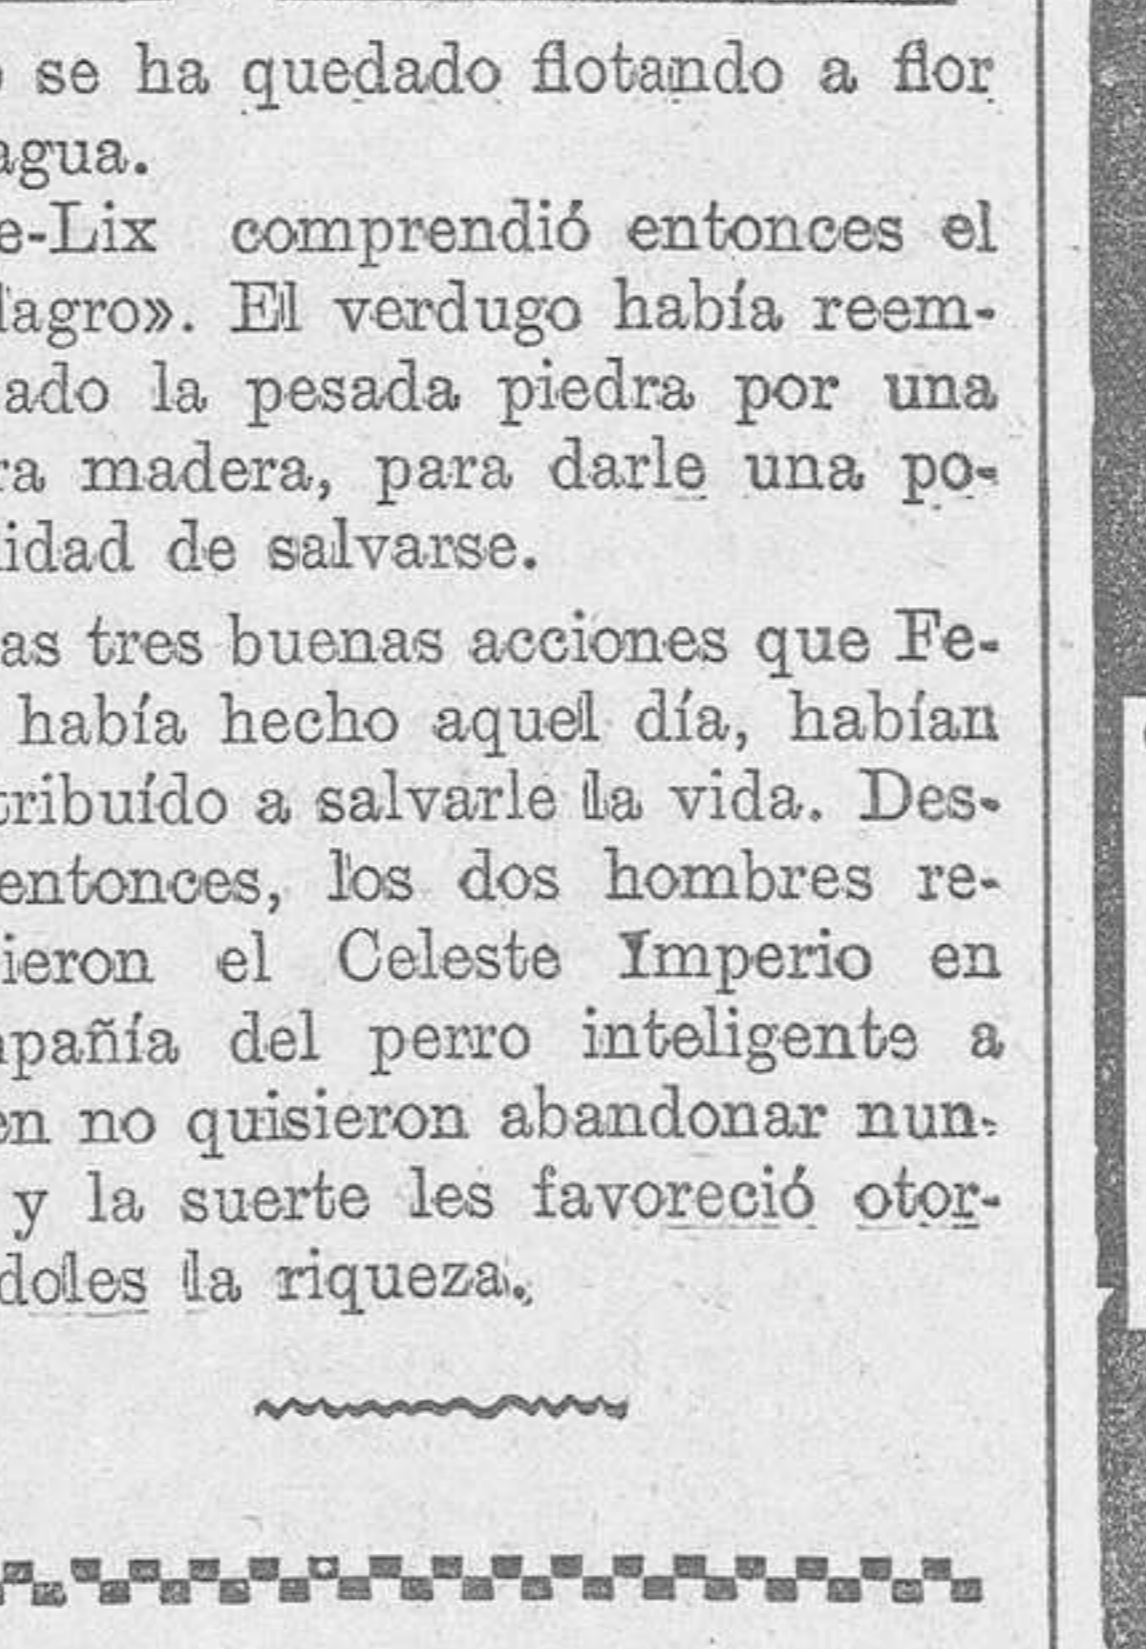 se ha quedado flotando a flor
agua.
e-Lix comprendió entonces el
lagro». El verdugo había reem-
ado la pesada piedra por una
ra madera, para darle una po-
idad de salvarse.
as tres buenas acciones que Fe-
había hecho aquel día, habían
tribuído a salvarle la vida. Des-
entonces, los dos hombres re-
ieron el Celeste Imperio en
pañía del perro inteligente a
en no quisieron abandonar nun-
y la suerte les favoreció otor-
doles la riqueza.